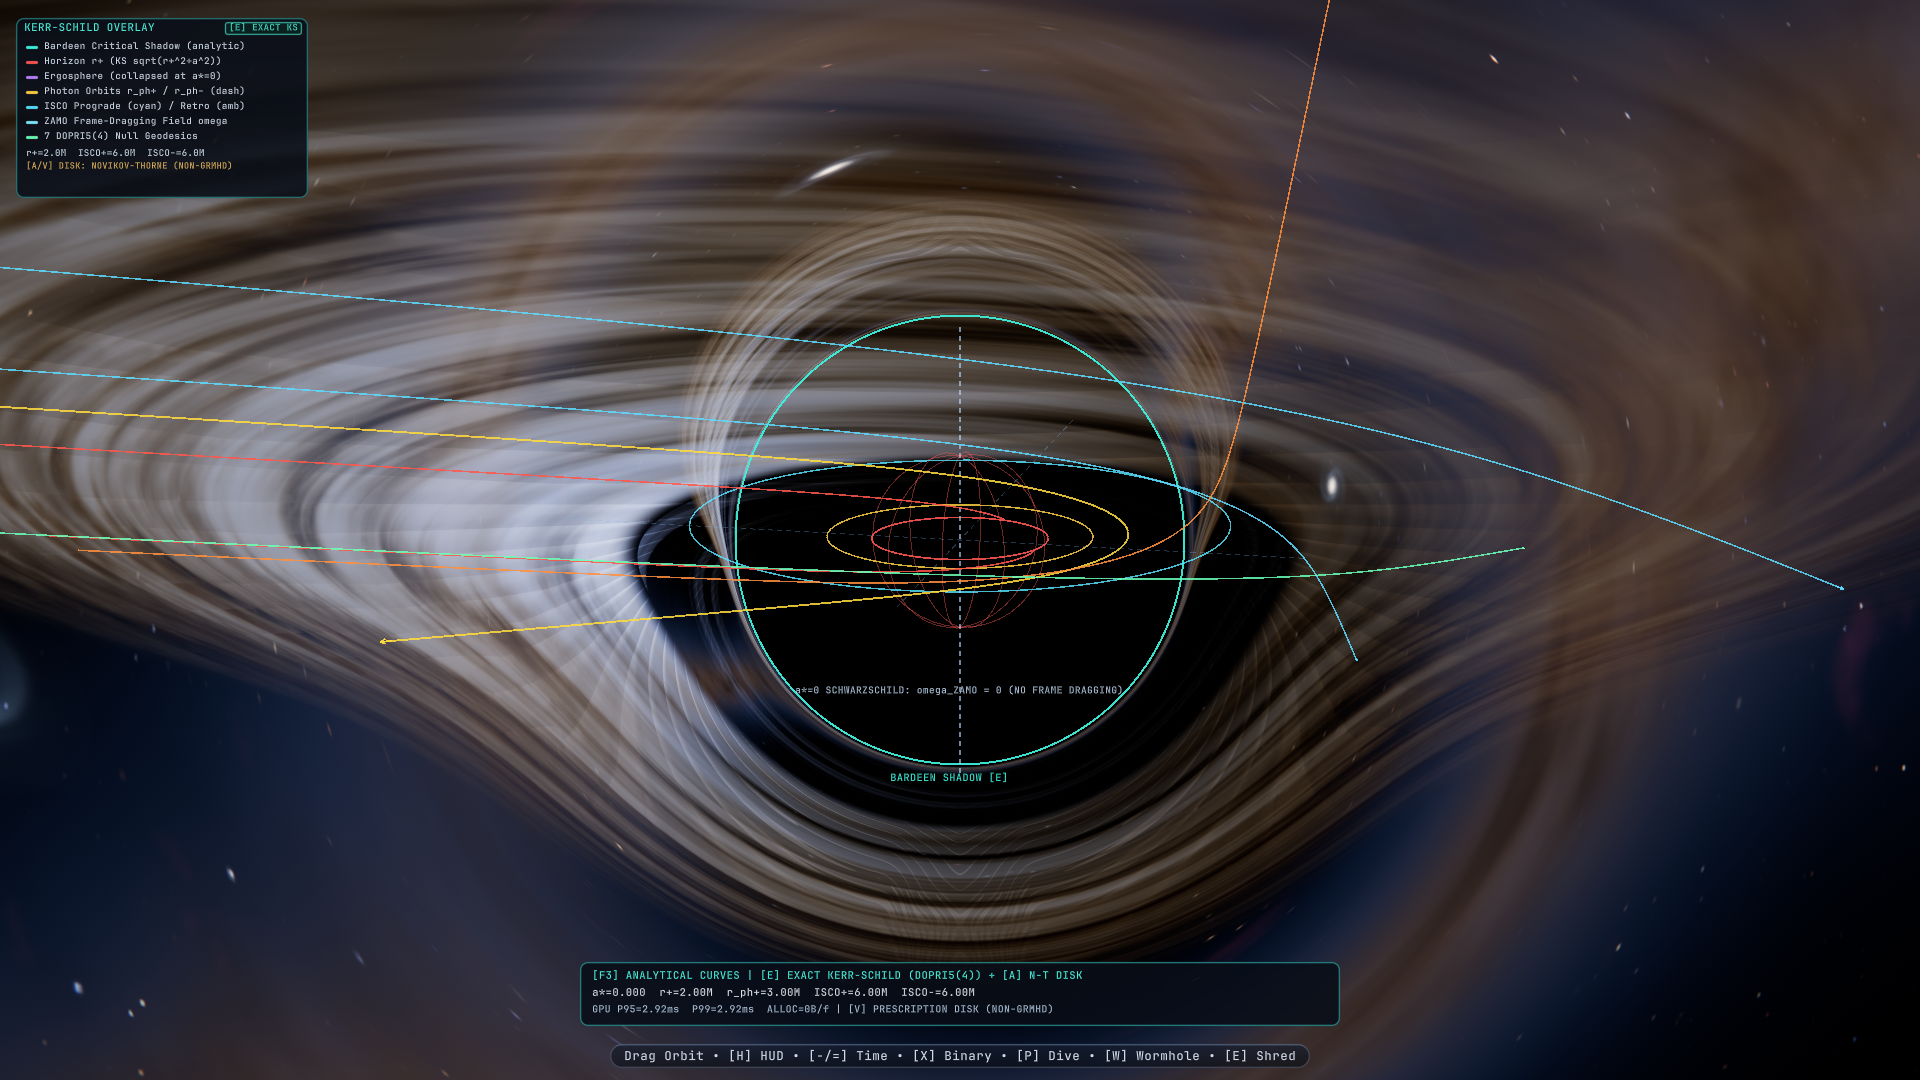 KERR-SCHILD OVERLAY [E] EXACT KS
Bardeen Critical Shadow (analytic)
Horizon r+ (KS sqrt(r+^2+a^2))
Ergosphere (collapsed at a*=0)
Photon Orbits r_ph+ / r_ph- (dash)
ISCO Prograde (cyan) / Retro (amb)
ZAMO Frame-Dragging Field omega
7 DOPRI5(4) Null Geodesics
r+=2.0M ISCO+=6.0M ISCO-=6.0M
[A/V] DISK: NOVIKOV-THORNE (NON-GRMHD)
a*=0 SCHWARZSCHILD: omega_ZAMO = 0 (NO FRAME DRAGGING)
BARDEEN SHADOW [E]
[F3] ANALYTICAL CURVES | [E] EXACT KERR-SCHILD (DOPRI5(4)) + [A] N-T DISK
a*=0.000 r+=2.00M r_ph+=3.00M ISCO+=6.00M ISCO-=6.00M
GPU P95=2.92ms P99=2.92ms ALLOC=0B/f | [V] PRESCRIPTION DISK (NON-GRMHD)
Drag Orbit • [H] HUD • [-/=] Time • [X] Binary • [P] Dive • [W] Wormhole • [E] Shred